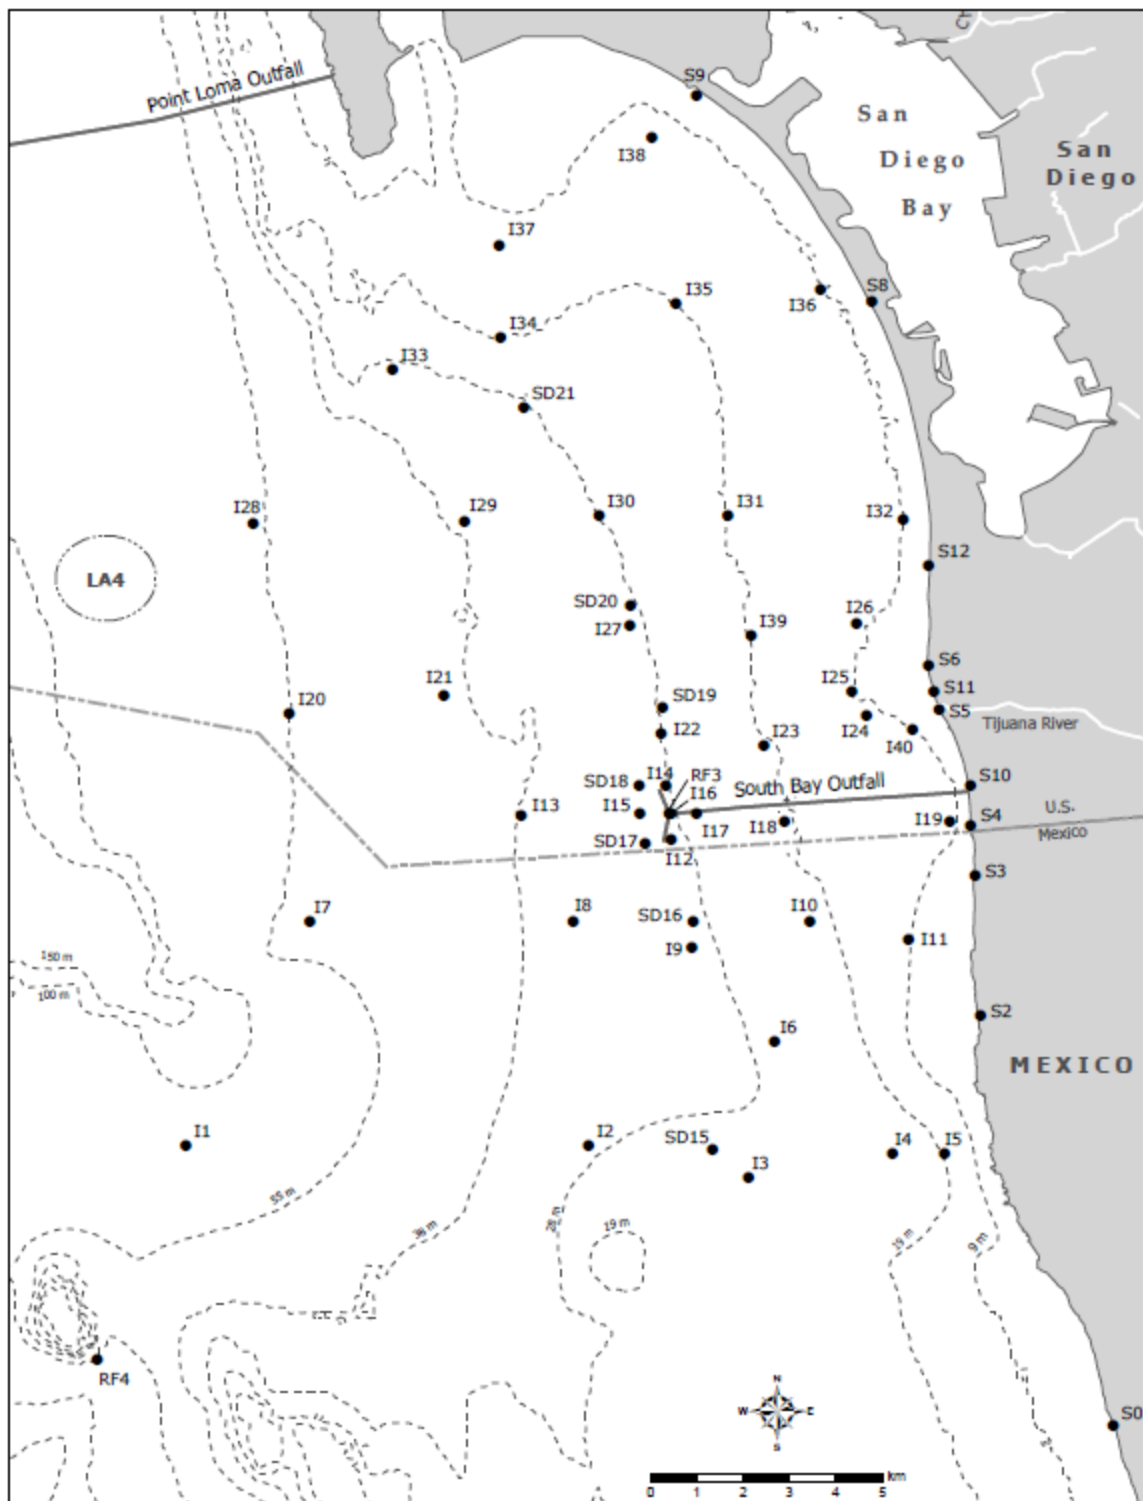 Point Loma Outfall
S9
San
Diego
Bay
San
Diego
I38
I37
I35
I36
S8
I34
I33
SD21
I28
I29
I30
I31
I32
S12
LA4
SD20
I27
I26
I39
S6
I21
I25
S11
I20
SD19
S5
I22
I23
I24
I40
Tijuana River
SD18
I14
RF3
I16
South Bay Outfall
S10
I13
I15
I17
I18
I19
S4
U.S.
Mexico
SD17
I12
S3
I7
I8
SD16
I10
I9
I11
150 m
100 m
S2
I6
MEXICO
I1
I2
SD15
I3
I4
I5
55 m
38 m
28 m
19 m
19 m
9 m
RF4
N
W
E
S
S0
km
0 1 2 3 4 5